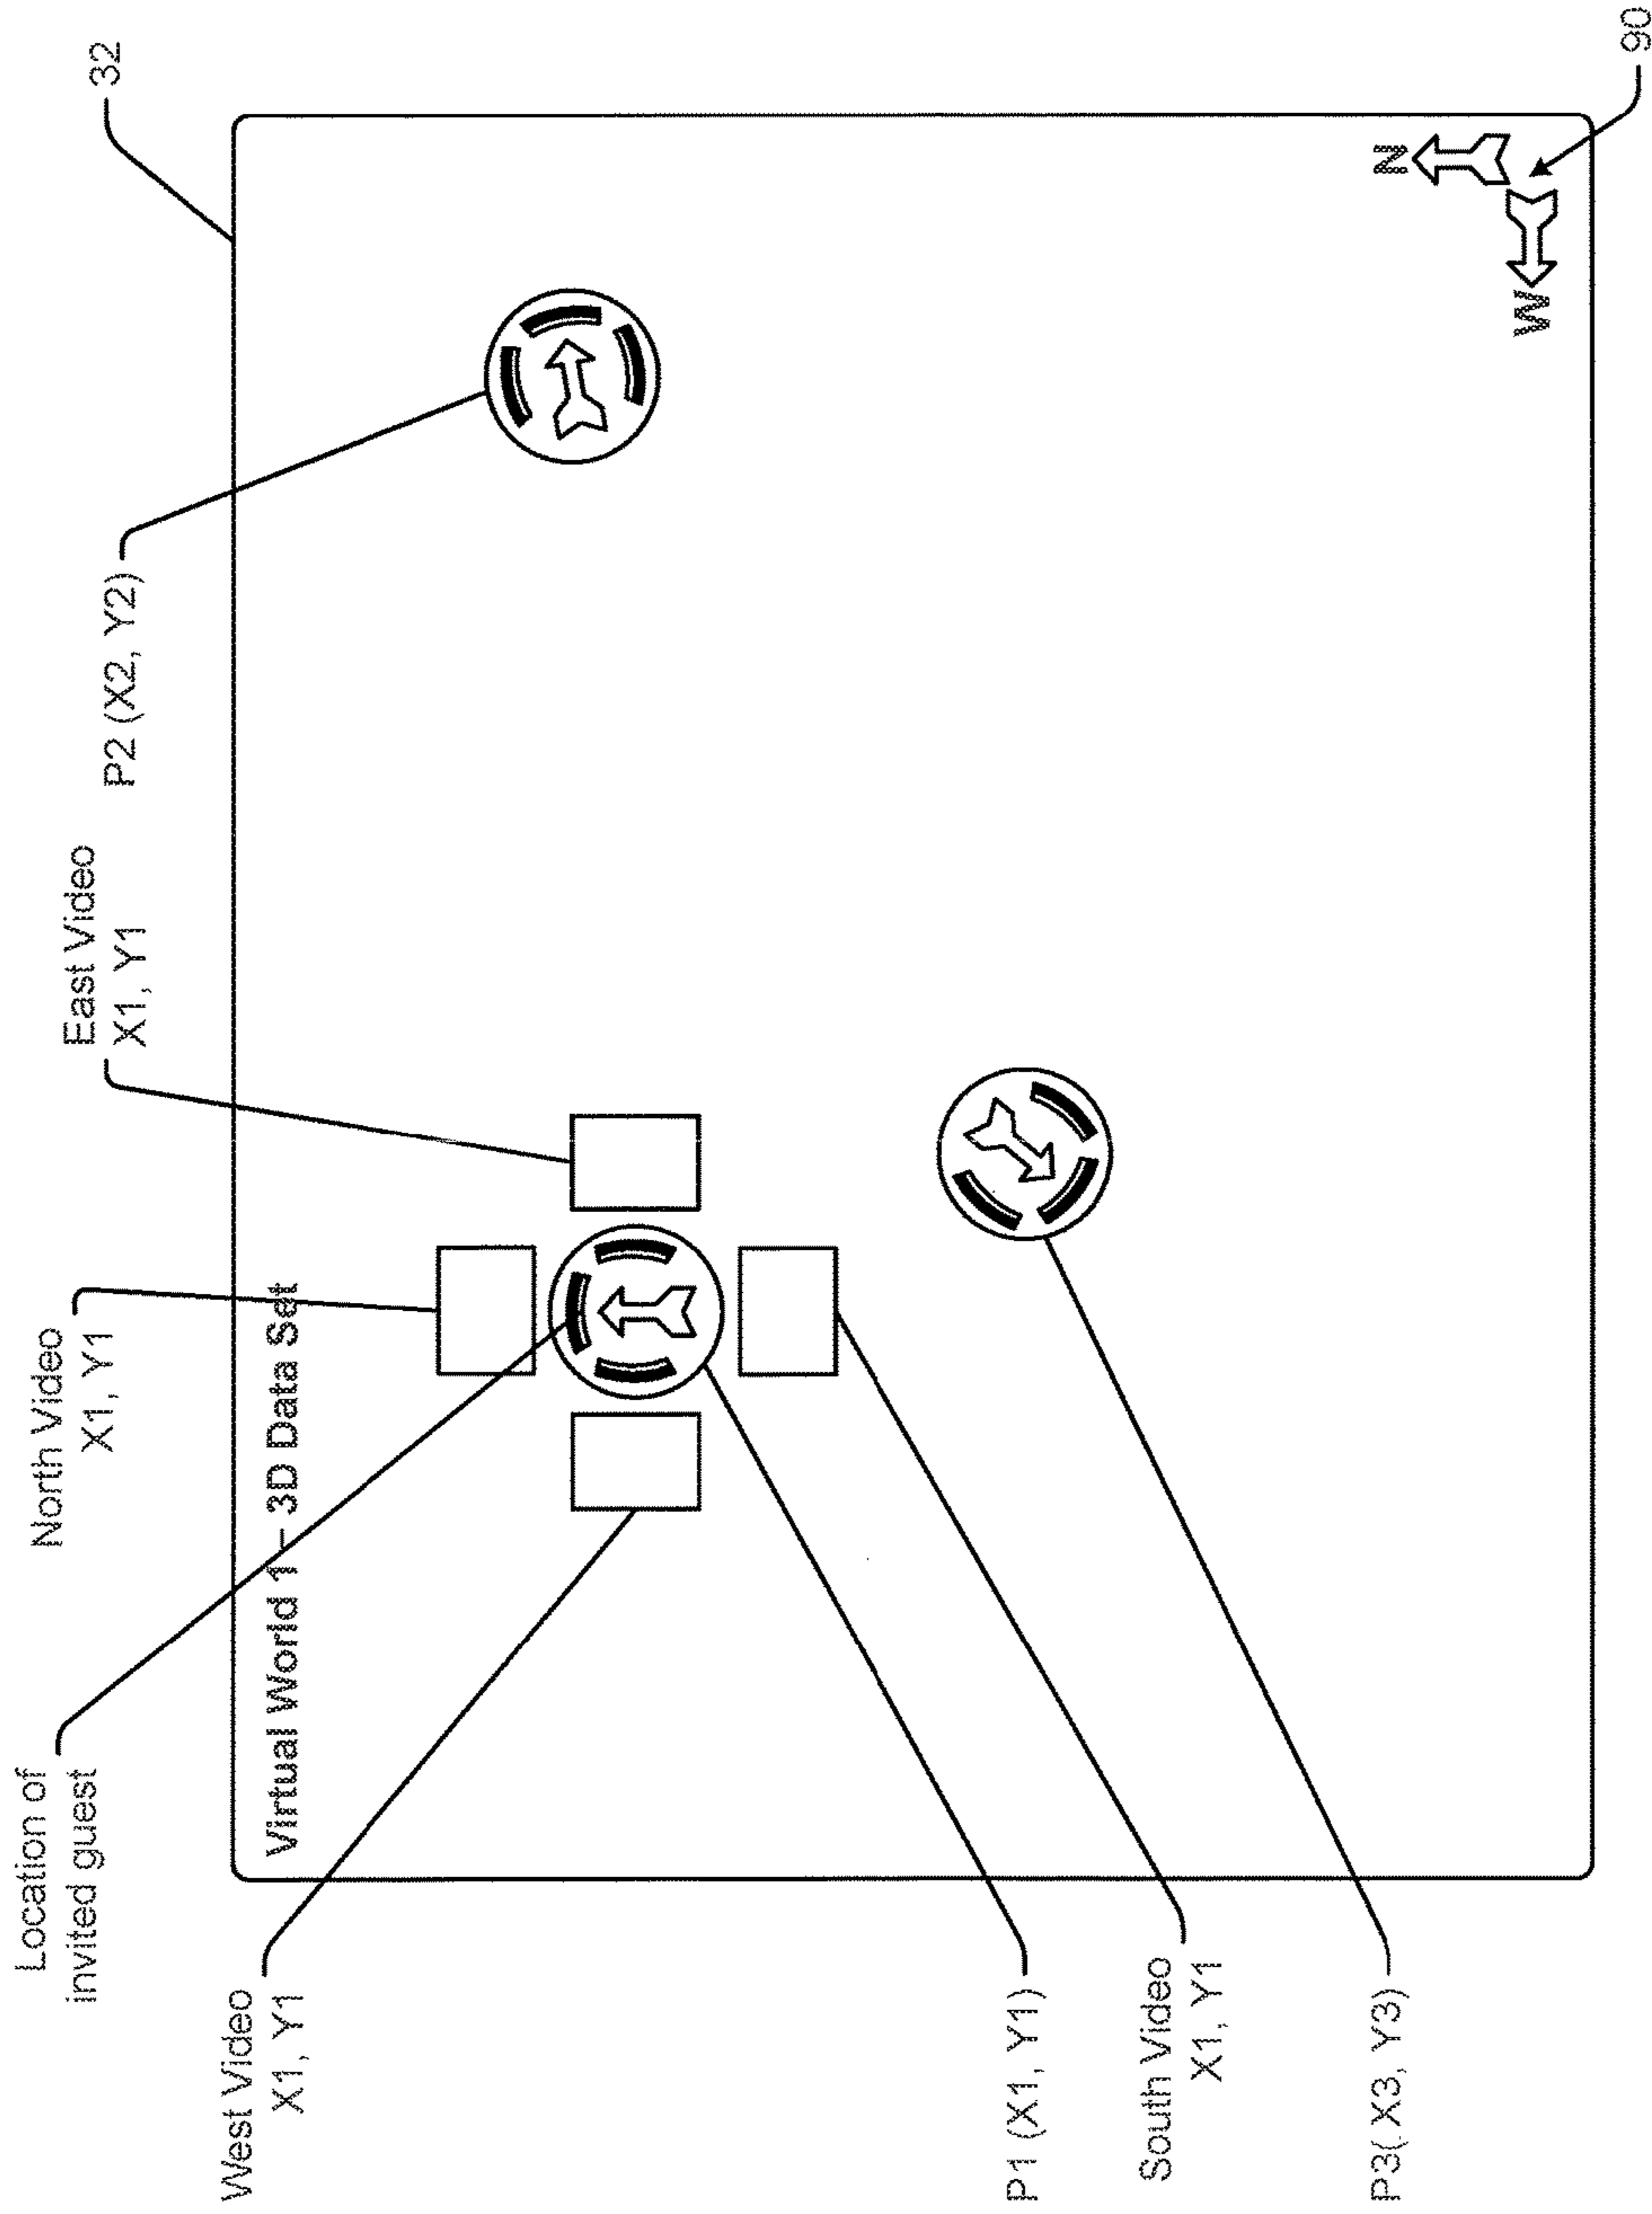 Location of
invited guest
North Video
X1, Y1
East Video
X1, Y1
P2 (X2, Y2)
32
Virtual World 1 - 3D Data Set
West Video
X1, Y1
P1 (X1, Y1)
South Video
X1, Y1
P3(.X3, Y3)
N
W
90